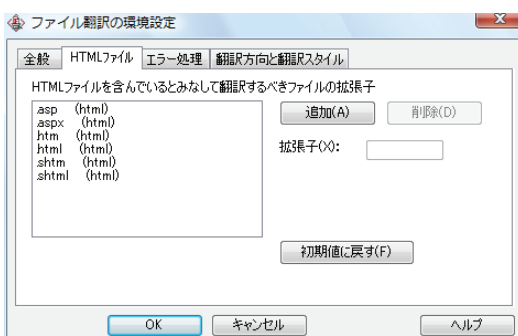 ファイル翻訳の環境設定
全般 HTMLファイル エラー処理 翻訳方向と翻訳スタイル
HTMLファイルを含んでいるとみなして翻訳するべきファイルの拡張子
.asp (html)
.aspx (html)
.htm (html)
.html (html)
.shtm (html)
.shtml (html)
追加(A) 削除(D)
拡張子(X):
初期値に戻す(F)
OK キャンセル ヘルプ